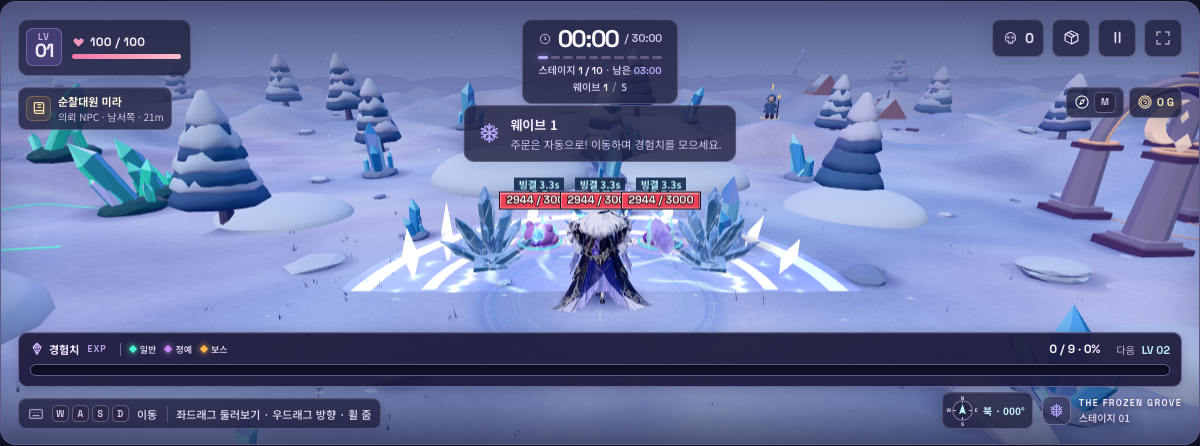 LV
01
100 / 100
00:00 / 30:00
스테이지 1 / 10 · 남은 03:00
웨이브 1 / 5
0
순찰대원 미라
의뢰 NPC · 남서쪽 · 21m
M
0 G
웨이브 1
주문은 자동으로! 이동하며 경험치를 모으세요.
빙결 3.3s
빙결 3.3s
빙결 3.3s
2944 / 300
2944 / 300
2944 / 3000
경험치 EXP
일반
정예
보스
0 / 9 · 0%
다음 LV 02
W A S D 이동
좌드래그 둘러보기 · 우드래그 방향 · 휠 줌
N
W
E
S
북 · 000°
THE FROZEN GROVE
스테이지 01